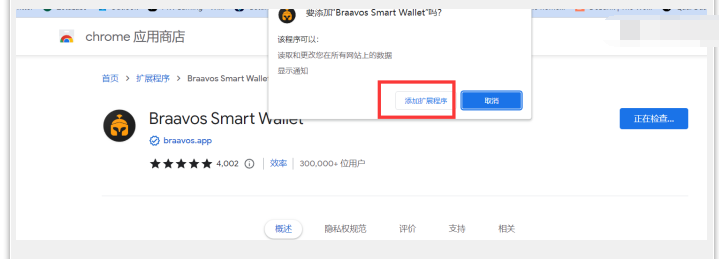 要添加"Braavos Smart Wallet"吗?
该程序可以:
读取和更改您在所有网站上的数据
显示通知
添加扩展程序 取消
chrome 应用商店
首页 > 扩展程序 > Braavos Smart Walle
Braavos Smart Wallet
braavos.app
★★★★★ 4,002 效率 300,000+ 位用户
正在检查...
概述 隐私权规范 评价 支持 相关